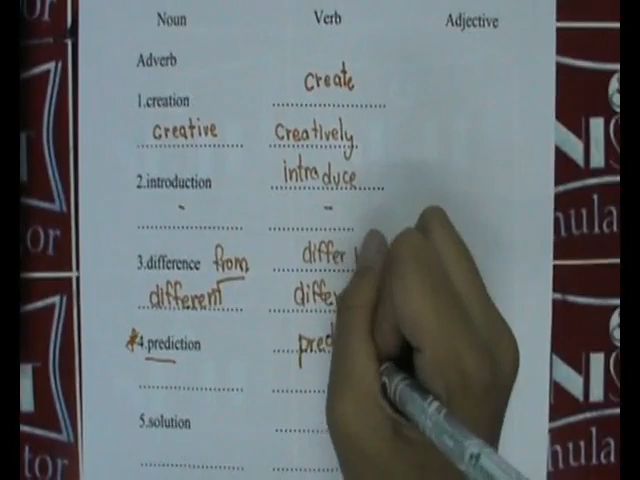 Noun Verb Adjective
Adverb
1.creation create
creative creatively
2.introduction introduce
- -
3.difference from differ
different
4.prediction
5.solution